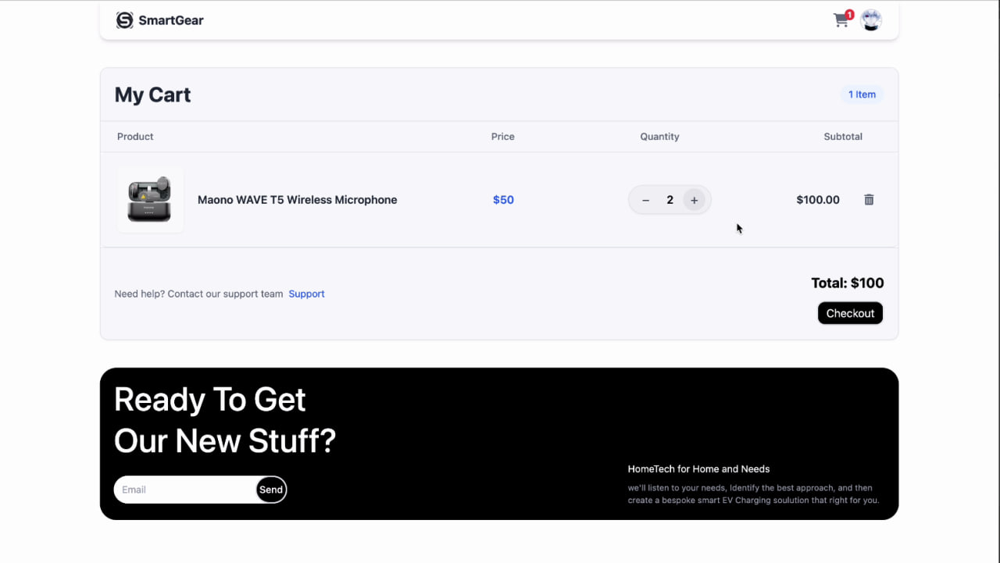 SmartGear
1
My Cart
1 Item
Product Price Quantity Subtotal
Maono WAVE T5 Wireless Microphone $50 − 2 + $100.00
Need help? Contact our support team Support
Total: $100
Checkout
Ready To Get
Our New Stuff?
Email Send
HomeTech for Home and Needs
we'll listen to your needs, Identify the best approach, and then
create a bespoke smart EV Charging soulution that right for you.